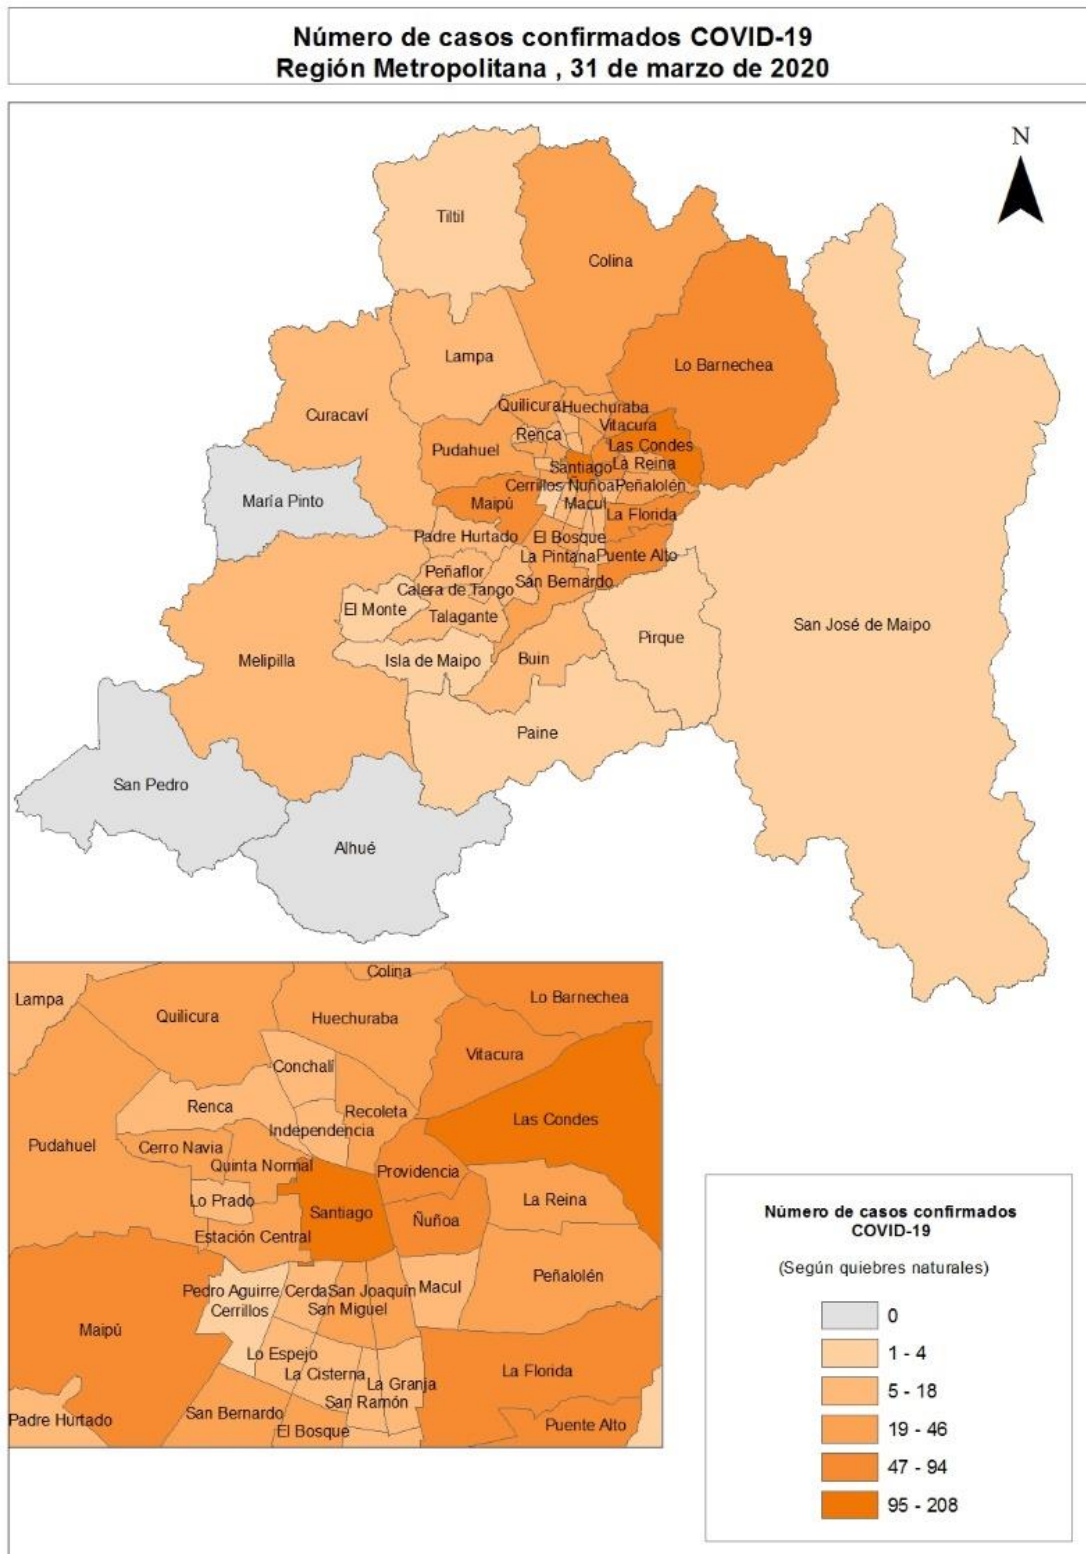 Número de casos confirmados COVID-19
Región Metropolitana , 31 de marzo de 2020
N
Tiltil
Colina
Lo Barnechea
Lampa
Curacaví
Quilicura
Huechuraba
Vitacura
Renca
Las Condes
Pudahuel
Santiago
La Reina
Cerrillos
Ñuñoa
Peñalolén
María Pinto
Maipú
Macul
La Florida
Padre Hurtado
El Bosque
La Pintana
Puente Alto
Peñaflor
San Bernardo
Calera de Tango
El Monte
Talagante
San José de Maipo
Pirque
Melipilla
Isla de Maipo
Buin
Paine
San Pedro
Alhué
Colina
Lampa
Lo Barnechea
Quilicura
Huechuraba
Vitacura
Conchalí
Renca
Recoleta
Las Condes
Independencia
Pudahuel
Cerro Navia
Quinta Normal
Providencia
Lo Prado
La Reina
Santiago
Ñuñoa
Estación Central
Peñalolén
Pedro Aguirre Cerda
San Joaquín
Macul
Cerrillos
San Miguel
Maipú
Lo Espejo
La Cisterna
La Granja
La Florida
San Ramón
Padre Hurtado
San Bernardo
El Bosque
Puente Alto
Número de casos confirmados
COVID-19
(Según quiebres naturales)
0
1 - 4
5 - 18
19 - 46
47 - 94
95 - 208